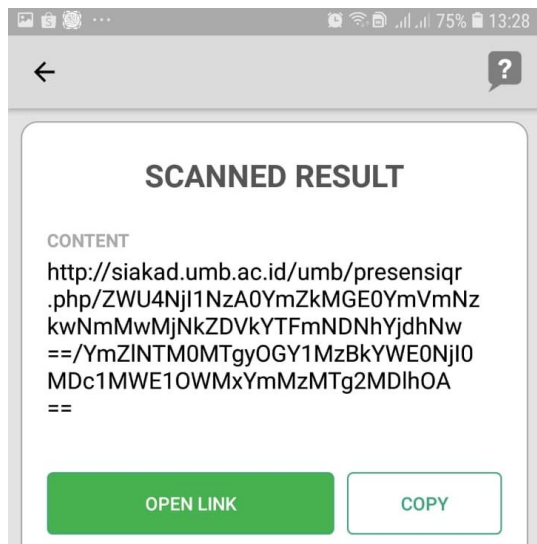 75% 13:28
?
SCANNED RESULT
CONTENT
http://siakad.umb.ac.id/umb/presensiqr
.php/ZWU4NjI1NzA0YmZkMGE0YmVmNz
kwNmMwMjNkZDVkYTFmNDNhYjdhNw
==/YmZlNTM0MTgyOGY1MzBkYWE0NjI0
MDc1MWE1OWMxYmMzMTg2MDlhOA
==
OPEN LINK COPY